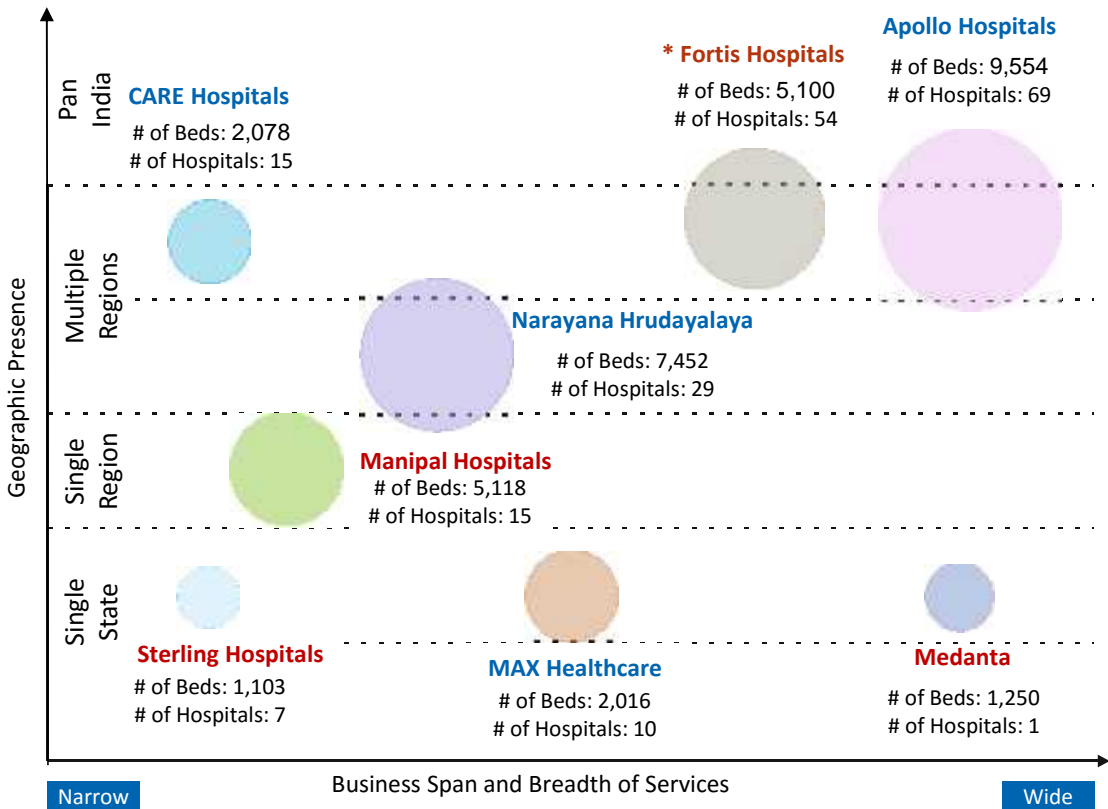 Apollo Hospitals
# of Beds: 9,554
# of Hospitals: 69
* Fortis Hospitals
# of Beds: 5,100
# of Hospitals: 54
CARE Hospitals
# of Beds: 2,078
# of Hospitals: 15
Pan
India
Multiple
Regions
Narayana Hrudayalaya
# of Beds: 7,452
# of Hospitals: 29
Geographic Presence
Single
Region
Manipal Hospitals
# of Beds: 5,118
# of Hospitals: 15
Single
State
Sterling Hospitals
# of Beds: 1,103
# of Hospitals: 7
MAX Healthcare
# of Beds: 2,016
# of Hospitals: 10
Medanta
# of Beds: 1,250
# of Hospitals: 1
Narrow
Business Span and Breadth of Services
Wide